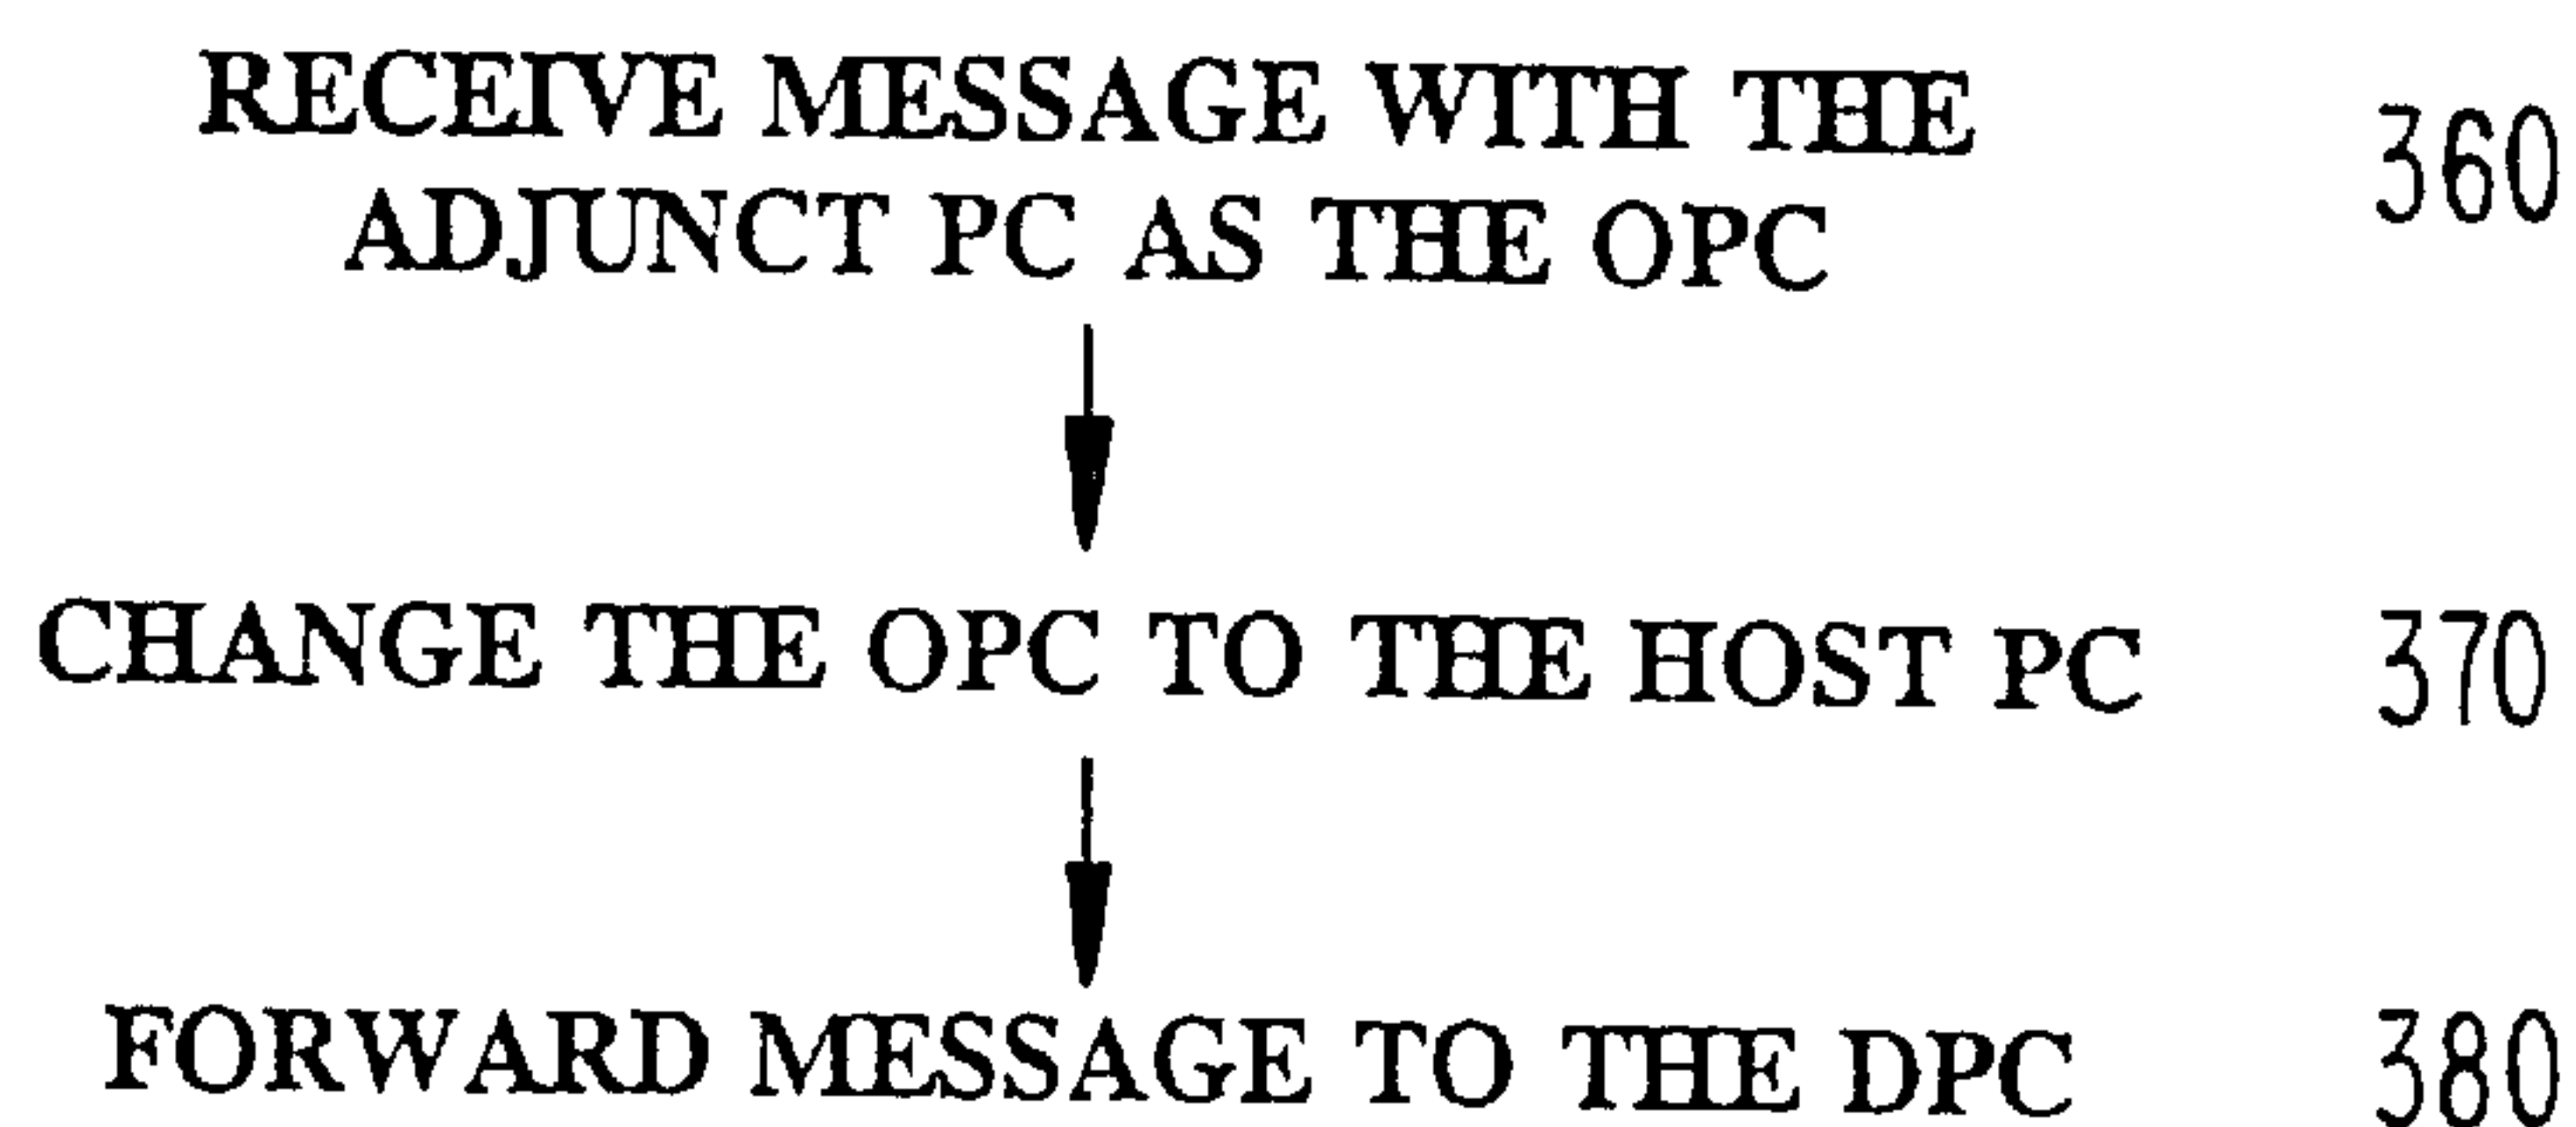 RECEIVE MESSAGE WITH THE
ADJUNCT PC AS THE OPC
360
CHANGE THE OPC TO THE HOST PC 370
FORWARD MESSAGE TO THE DPC 380